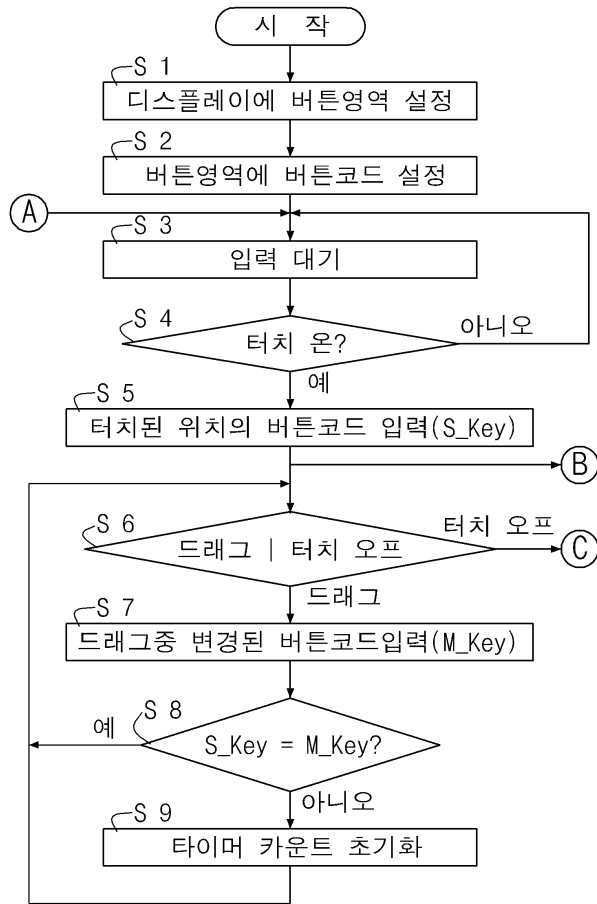 시 작
S 1
디스플레이에 버튼영역 설정
S 2
버튼영역에 버튼코드 설정
A
S 3
입력 대기
S 4
터치 온?
아니오
예
S 5
터치된 위치의 버튼코드 입력(S_Key)
B
S 6
드래그 | 터치 오프
터치 오프
C
드래그
S 7
드래그중 변경된 버튼코드입력(M_Key)
S 8
예
S_Key = M_Key?
아니오
S 9
타이머 카운트 초기화